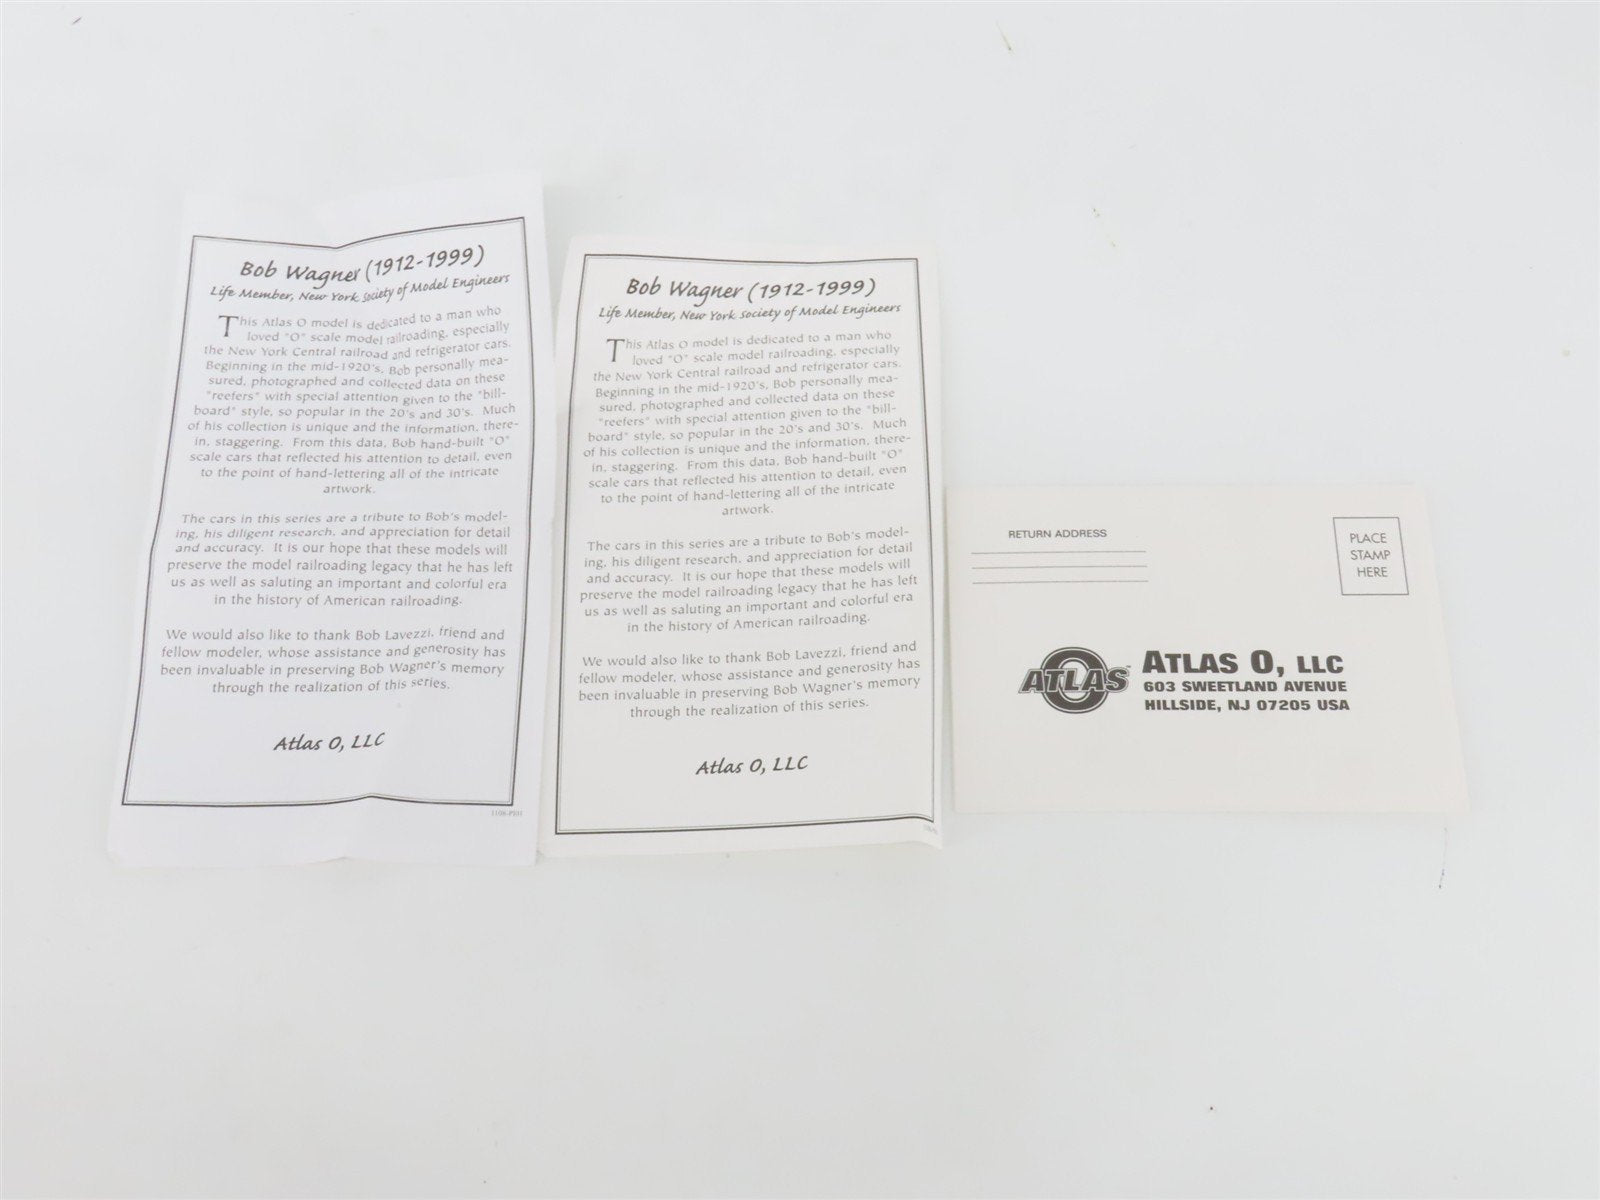 Bob Wagner (1912-1999)
Life Member, New York Society of Model Engineers
This Atlas O model is dedicated to a man who
loved "O" scale model railroading, especially
the New York Central railroad and refrigerator cars.
Beginning in the mid-1920's, Bob personally mea-
sured, photographed and collected data on these
"reefers" with special attention given to the "bill-
board" style, so popular in the 20's and 30's. Much
of his collection is unique and the information, there-
in, staggering. From this data, Bob hand-built "O"
scale cars that reflected his attention to detail, even
to the point of hand-lettering all of the intricate
artwork.
The cars in this series are a tribute to Bob's model-
ing, his diligent research, and appreciation for detail
and accuracy. It is our hope that these models will
preserve the model railroading legacy that he has left
us as well as saluting an important and colorful era
in the history of American railroading.
We would also like to thank Bob Lavezzi, friend and
fellow modeler, whose assistance and generosity has
been invaluable in preserving Bob Wagner's memory
through the realization of this series.
Atlas O, LLC
Bob Wagner (1912-1999)
Life Member, New York Society of Model Engineers
This Atlas O model is dedicated to a man who
loved "O" scale model railroading, especially
the New York Central railroad and refrigerator cars.
Beginning in the mid-1920's, Bob personally mea-
sured, photographed and collected data on these
"reefers" with special attention given to the "bill-
board" style, so popular in the 20's and 30's. Much
of his collection is unique and the information, there-
in, staggering. From this data, Bob hand-built "O"
scale cars that reflected his attention to detail, even
to the point of hand-lettering all of the intricate
artwork.
The cars in this series are a tribute to Bob's model-
ing, his diligent research, and appreciation for detail
and accuracy. It is our hope that these models will
preserve the model railroading legacy that he has left
us as well as saluting an important and colorful era
in the history of American railroading.
We would also like to thank Bob Lavezzi, friend and
fellow modeler, whose assistance and generosity has
been invaluable in preserving Bob Wagner's memory
through the realization of this series.
Atlas O, LLC
RETURN ADDRESS
PLACE
STAMP
HERE
ATLAS O
ATLAS O, LLC
603 SWEETLAND AVENUE
HILLSIDE, NJ 07205 USA